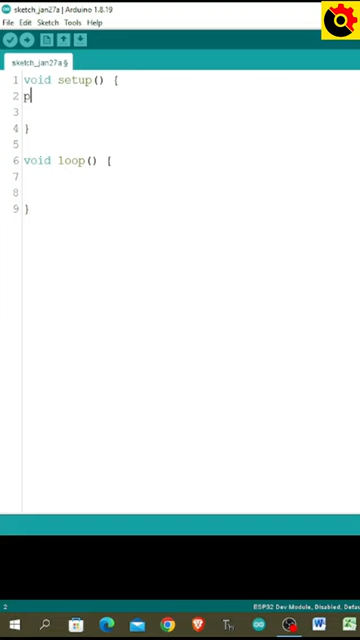 sketch_jan27a | Arduino 1.8.19
File Edit Sketch Tools Help
sketch_jan27a §
1 void setup() {
2 p
3
4 }
5
6 void loop() {
7
8
9 }
2
ESP32 Dev Module, Disabled, Defau